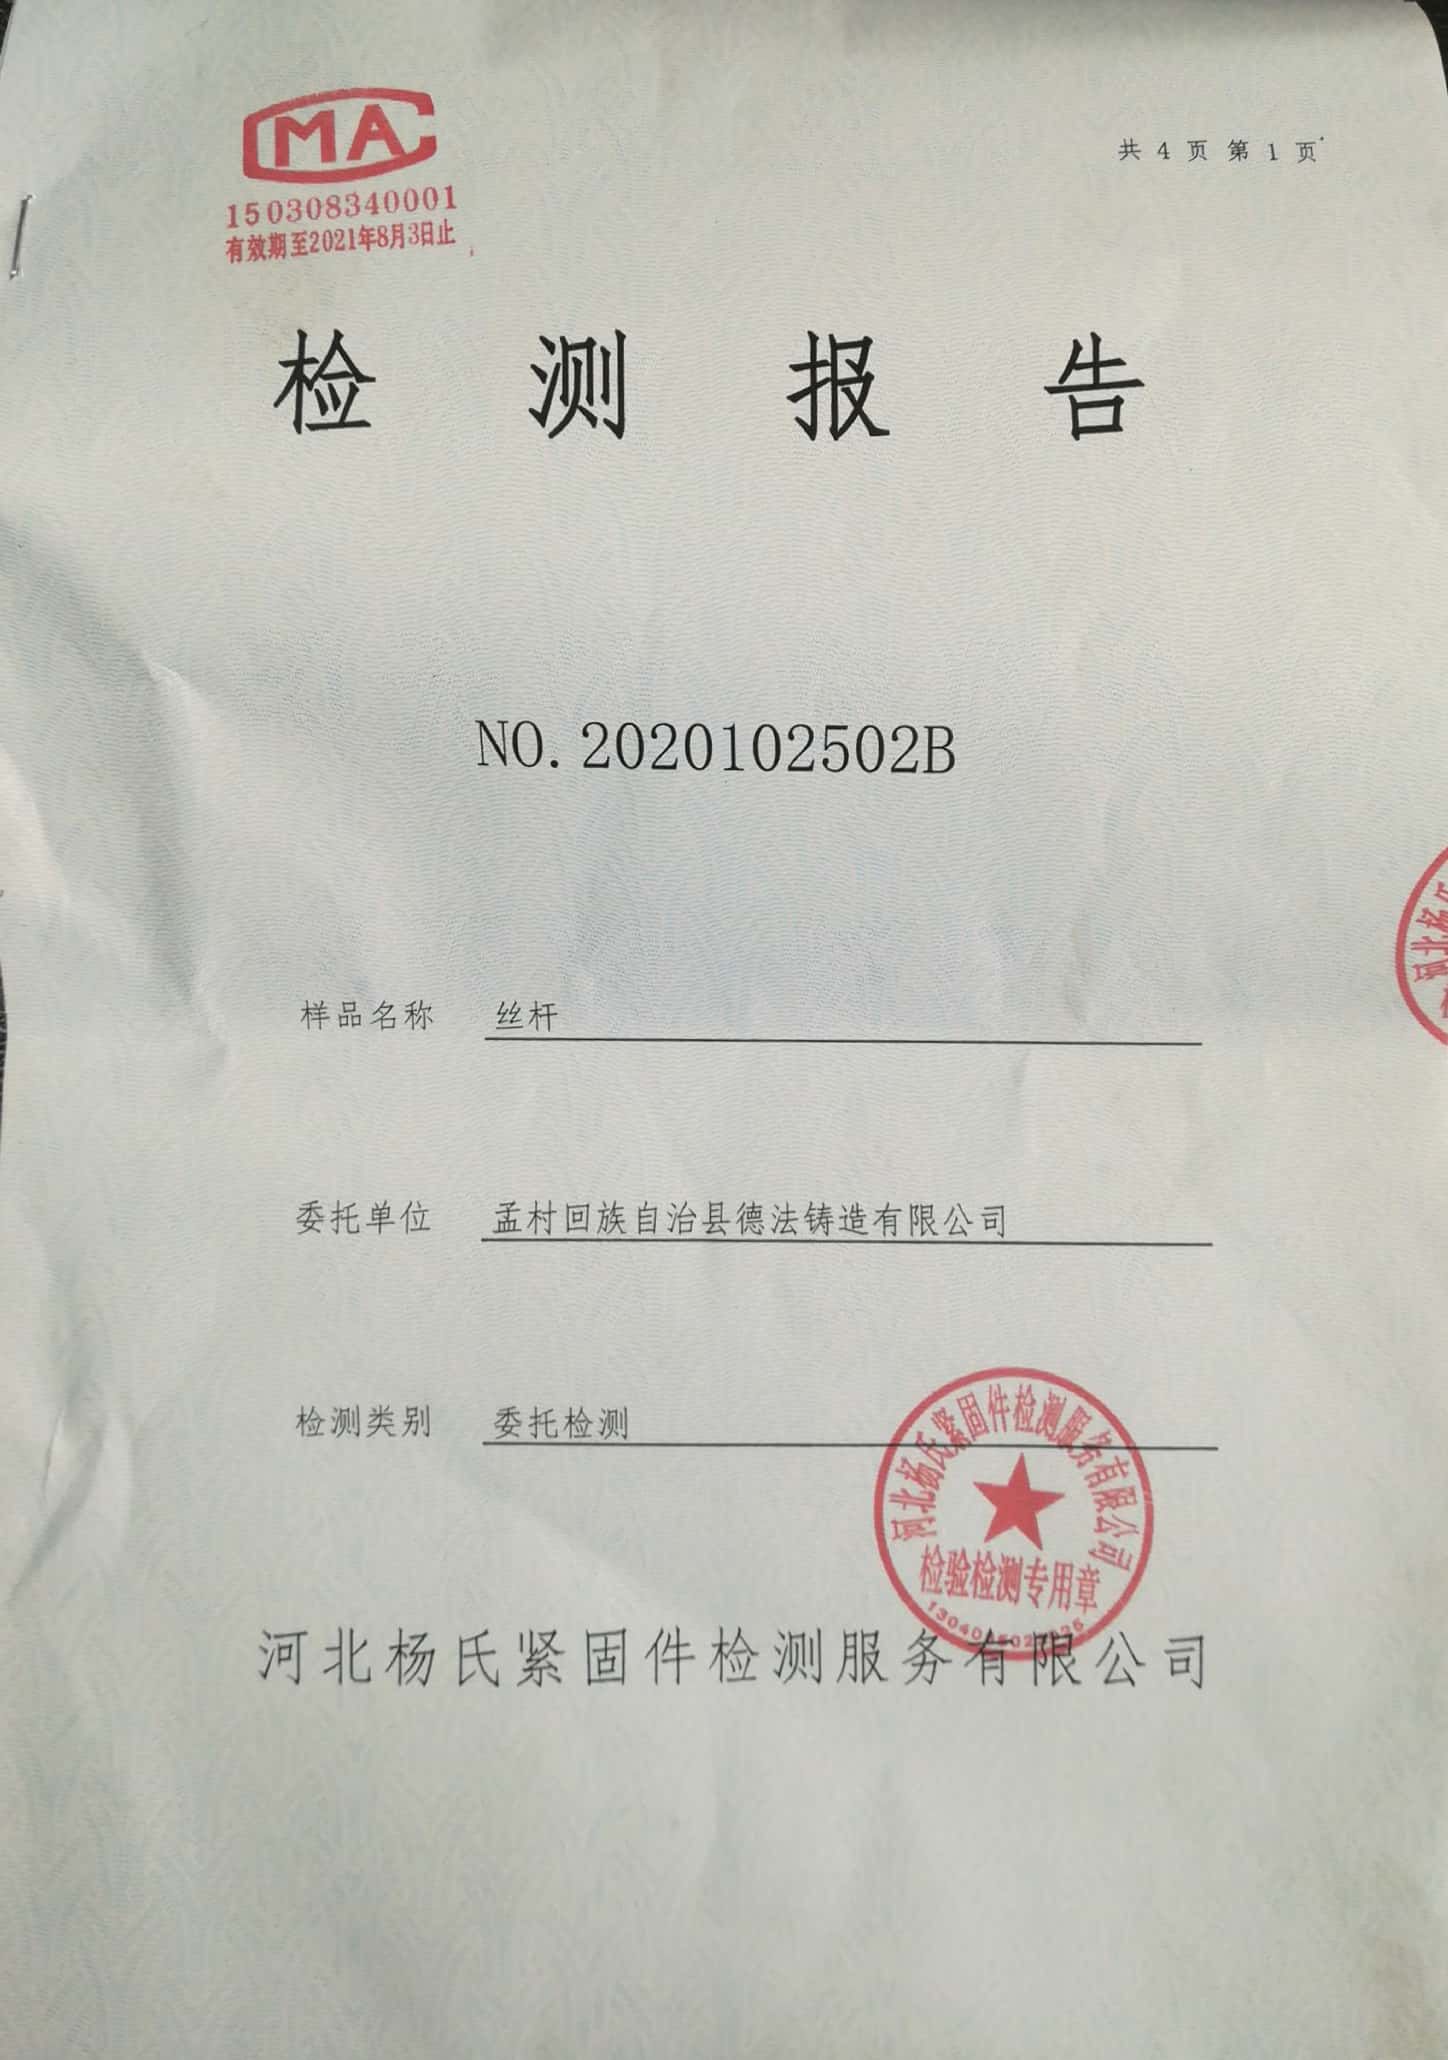 CMA
共 4 页 第 1 页
150308340001
有效期至2021年8月3日止
检测报告
NO.2020102502B
样品名称 丝杆
委托单位 孟村回族自治县德法铸造有限公司
检测类别 委托检测
河北杨氏紧固件检测服务有限公司
检验检测专用章
河北杨氏紧固件检测服务有限公司
河北杨氏